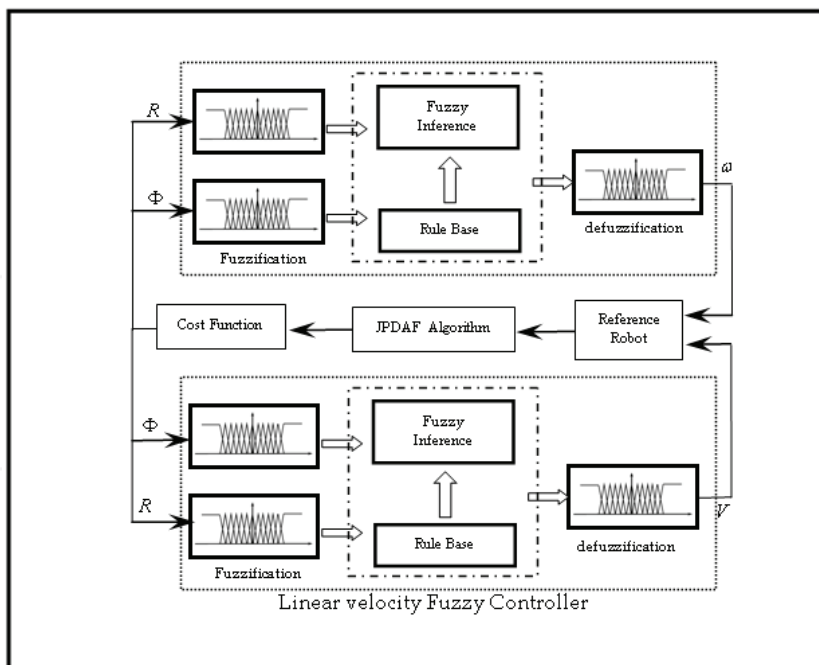 R
Fuzzy
Inference
ω
Φ
Rule Base
defuzzification
Fuzzification
Cost Function
JPDAF Algorithm
Reference
Robot
Φ
Fuzzy
Inference
R
V
Rule Base
defuzzification
Fuzzification
Linear velocity Fuzzy Controller